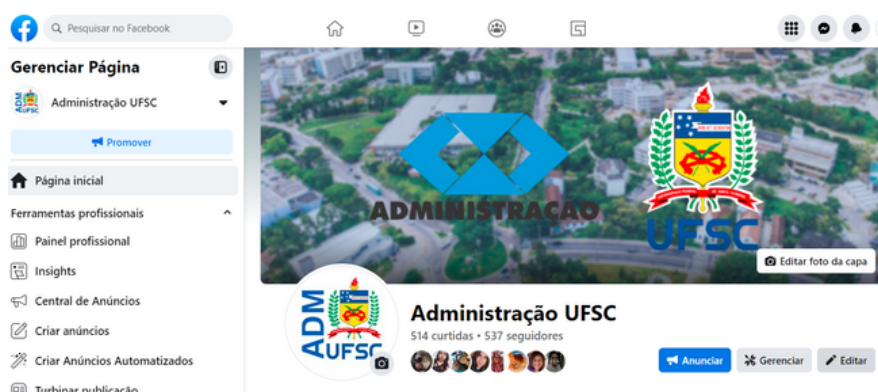 Pesquisar no Facebook
Gerenciar Página
Administração UFSC
Promover
Página inicial
Ferramentas profissionais
Painel profissional
Insights
Central de Anúncios
Criar anúncios
Criar Anúncios Automatizados
Turbinar publicação
ADMINISTRAÇÃO
UFSC
Editar foto da capa
ADM
UFSC
Administração UFSC
514 curtidas • 537 seguidores
Anunciar
Gerenciar
Editar